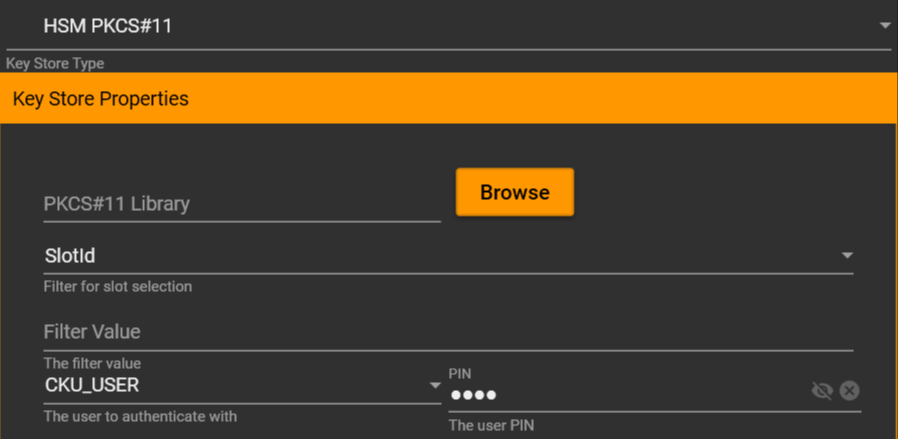 HSM PKCS#11
Key Store Type
Key Store Properties
PKCS#11 Library
Browse
SlotId
Filter for slot selection
Filter Value
The filter value
CKU_USER
The user to authenticate with
PIN
••••
The user PIN